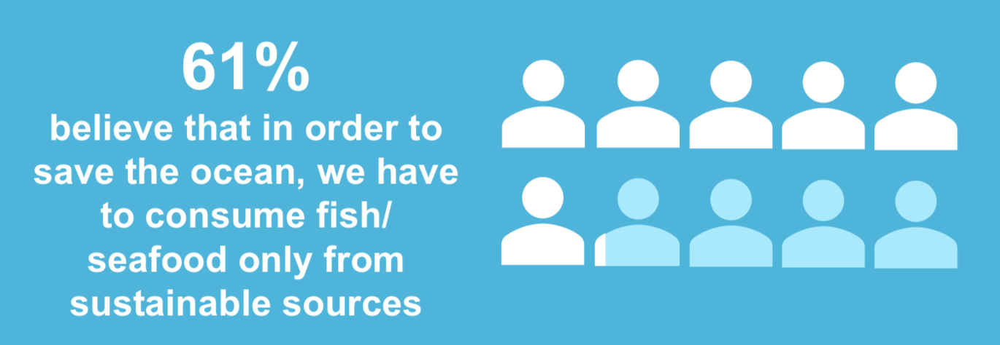 61%
believe that in order to
save the ocean, we have
to consume fish/
seafood only from
sustainable sources